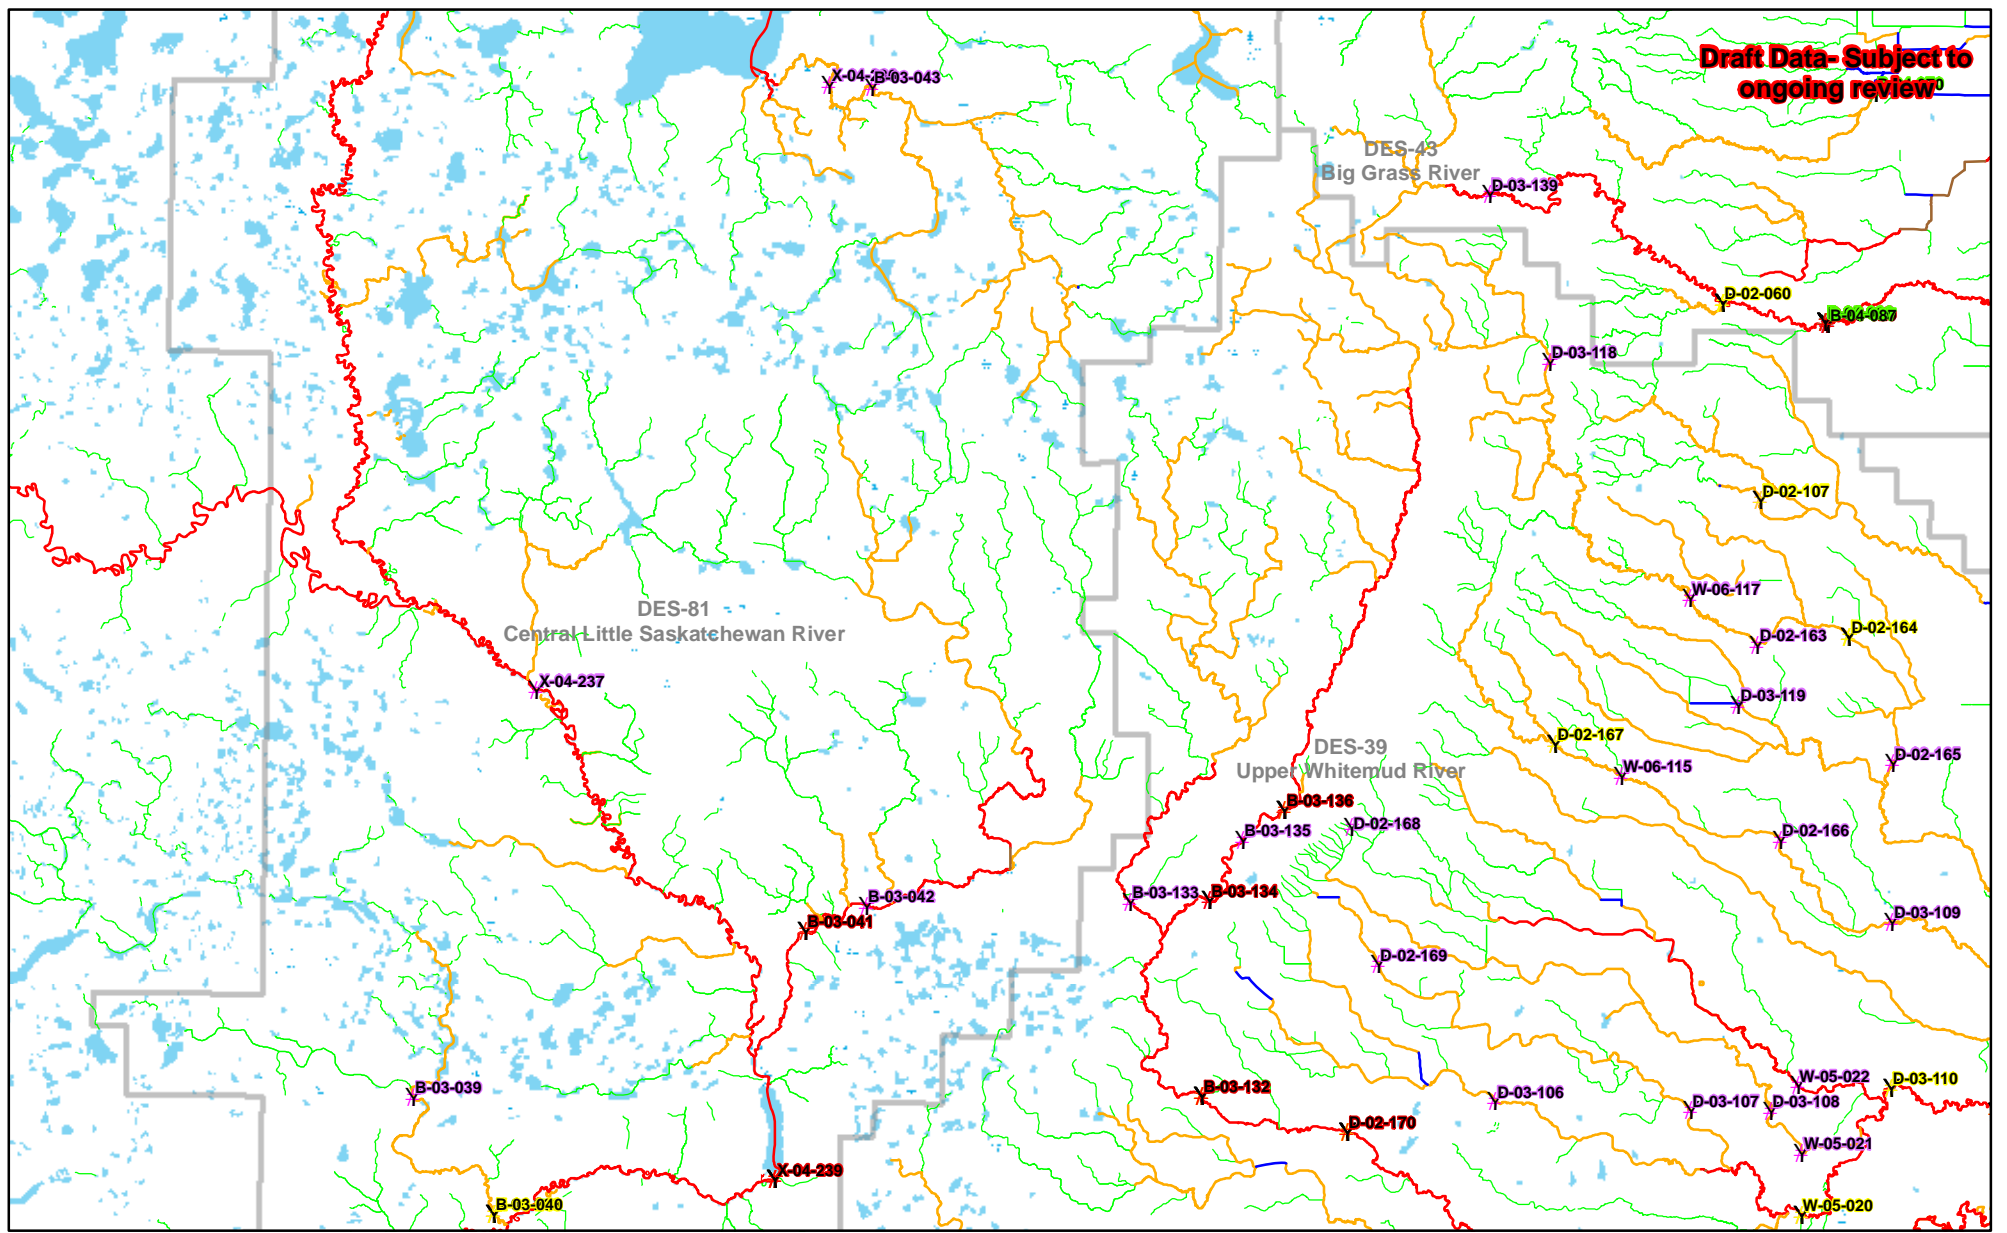 Draft Data- Subject to
ongoing review
B-03-043
DES-43
Big Grass River
D-03-139
D-02-060
B-04-087
D-03-118
D-02-107
W-06-117
DES-81
Central Little Saskatchewan River
D-02-163
D-02-164
X-04-237
D-03-119
D-02-167
DES-39
Upper Whitemud River
W-06-115
D-02-165
B-03-136
B-03-135
D-02-168
D-02-166
B-03-042
B-03-133
B-03-134
B-03-041
D-03-109
D-02-169
B-03-039
B-03-132
D-03-106
W-05-022
D-03-110
D-03-107
D-03-108
D-02-170
W-05-021
X-04-239
B-03-040
W-05-020